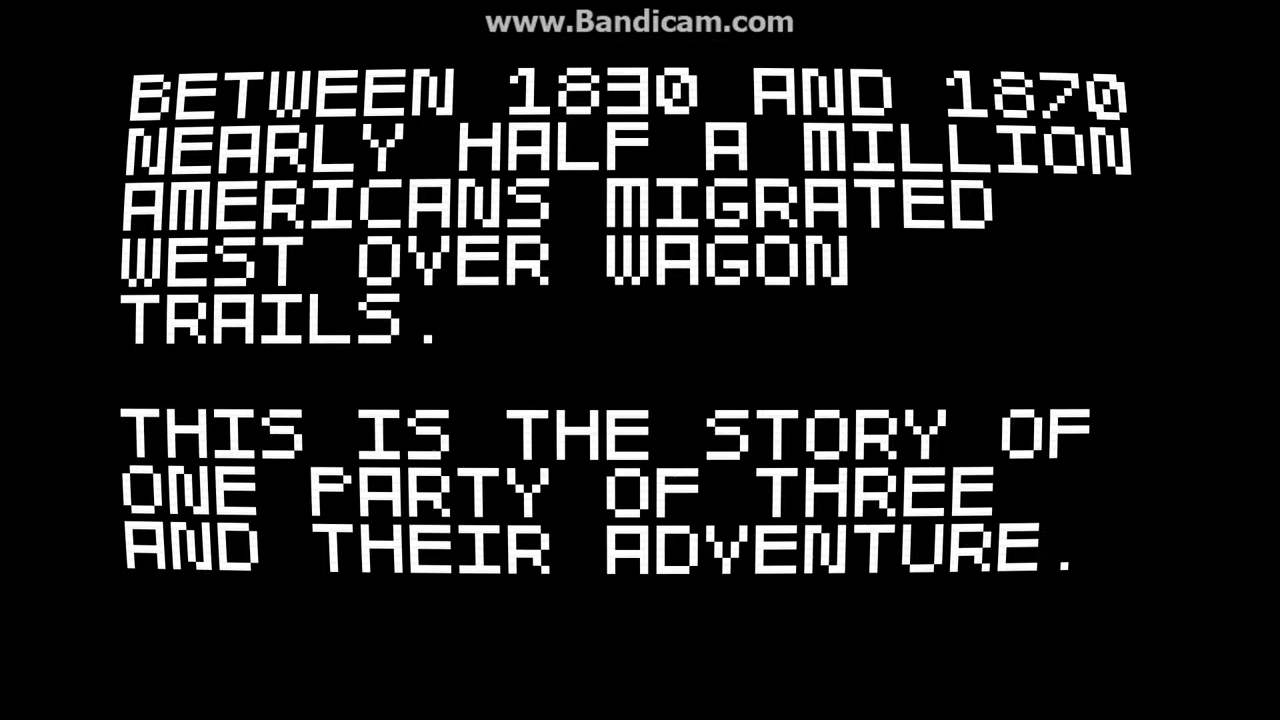 www.Bandicam.com
BETWEEN 1830 AND 1870
NEARLY HALF A MILLION
AMERICANS MIGRATED
WEST OVER WAGON
TRAILS.
THIS IS THE STORY OF
ONE PARTY OF THREE
AND THEIR ADVENTURE.